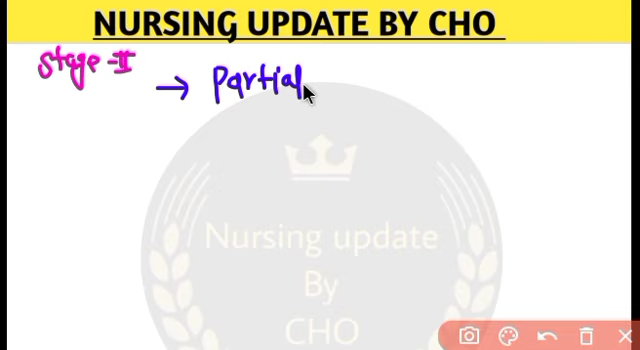 NURSING UPDATE BY CHO
Stage-II
→ Partial
Nursing update
By
CHO